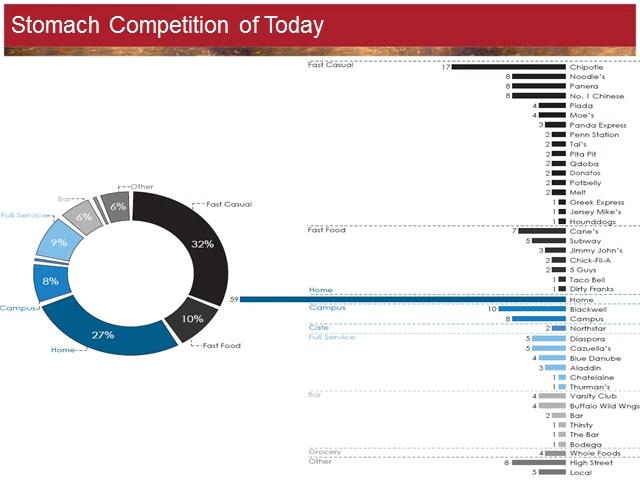 Stomach Competition of Today
Fast Casual
17 Chipotle
8 Noodle's
8 Panera
8 No. 1 Chinese
4 Piada
4 Moe's
3 Panda Express
2 Penn Station
2 Tai's
2 Pita Pit
2 Qdoba
2 Donatos
2 Potbelly
2 Melt
1 Greek Express
1 Jersey Mike's
1 Hounddogs
Fast Food
7 Cane's
5 Subway
3 Jimmy John's
2 Chick-Fil-A
2 5 Guys
1 Taco Bell
1 Dirty Franks
Home
59 Home
Campus
10 Blackwell
8 Campus
Cafe
2 Northstar
Full Service
5 Diaspora
5 Cazuella's
4 Blue Danube
3 Aladdin
1 Chatelaine
1 Thurman's
Bar
4 Varsity Club
4 Buffalo Wild Wngs
2 Bar
1 Thirsty
1 The Bar
1 Bodega
Grocery
4 Whole Foods
Other
8 High Street
5 Local
Other
6%
Bar
6%
Fast Casual
32%
Full Service
9%
8%
Campus
10%
27%
Fast Food
Home